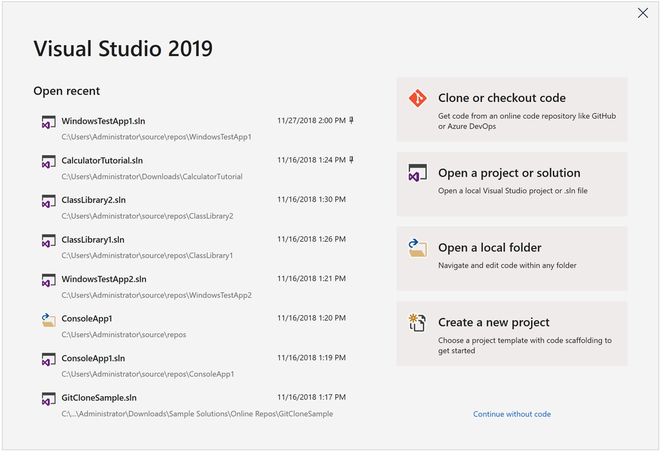 Visual Studio 2019
Open recent
WindowsTestApp1.sln 11/27/2018 2:00 PM
C:\Users\Administrator\source\repos\WindowsTestApp1
CalculatorTutorial.sln 11/16/2018 1:24 PM
C:\Users\Administrator\Downloads\CalculatorTutorial
ClassLibrary2.sln 11/16/2018 1:30 PM
C:\Users\Administrator\source\repos\ClassLibrary2
ClassLibrary1.sln 11/16/2018 1:26 PM
C:\Users\Administrator\source\repos\ClassLibrary1
WindowsTestApp2.sln 11/16/2018 1:21 PM
C:\Users\Administrator\source\repos\WindowsTestApp2
ConsoleApp1 11/16/2018 1:20 PM
C:\Users\Administrator\source\repos
ConsoleApp1.sln 11/16/2018 1:19 PM
C:\Users\Administrator\source\repos\ConsoleApp1
GitCloneSample.sln 11/16/2018 1:17 PM
C:\...\Administrator\Downloads\Sample Solutions\Online Repos\GitCloneSample
Clone or checkout code
Get code from an online code repository like GitHub
or Azure DevOps
Open a project or solution
Open a local Visual Studio project or .sln file
Open a local folder
Navigate and edit code within any folder
Create a new project
Choose a project template with code scaffolding to
get started
Continue without code